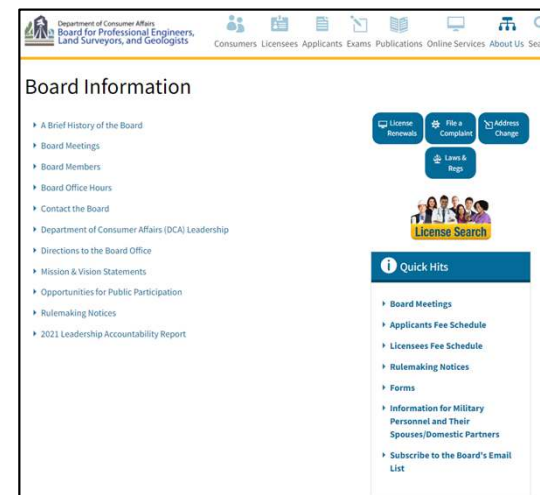 Department of Consumer Affairs
Board for Professional Engineers,
Land Surveyors, and Geologists
Consumers Licensees Applicants Exams Publications Online Services About Us
Board Information
A Brief History of the Board
Board Meetings
Board Members
Board Office Hours
Contact the Board
Department of Consumer Affairs (DCA) Leadership
Directions to the Board Office
Mission & Vision Statements
Opportunities for Public Participation
Rulemaking Notices
2021 Leadership Accountability Report
License
Renewals
File a
Complaint
Address
Change
Laws &
Regs
License Search
Quick Hits
Board Meetings
Applicants Fee Schedule
Licensees Fee Schedule
Rulemaking Notices
Forms
Information for Military
Personnel and Their
Spouses/Domestic Partners
Subscribe to the Board's Email
List